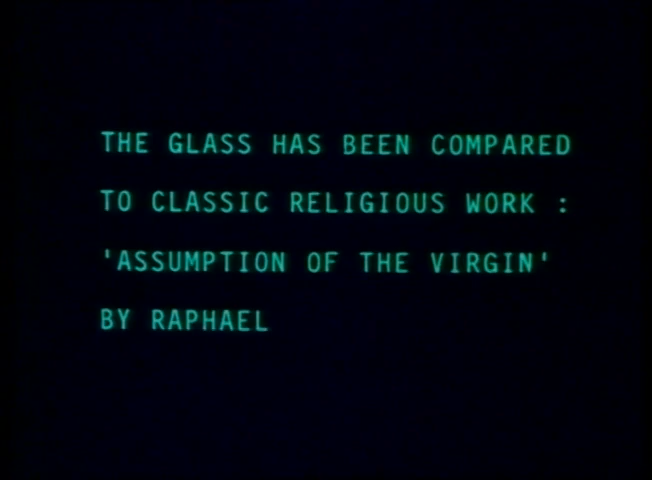 THE GLASS HAS BEEN COMPARED
TO CLASSIC RELIGIOUS WORK :
'ASSUMPTION OF THE VIRGIN'
BY RAPHAEL